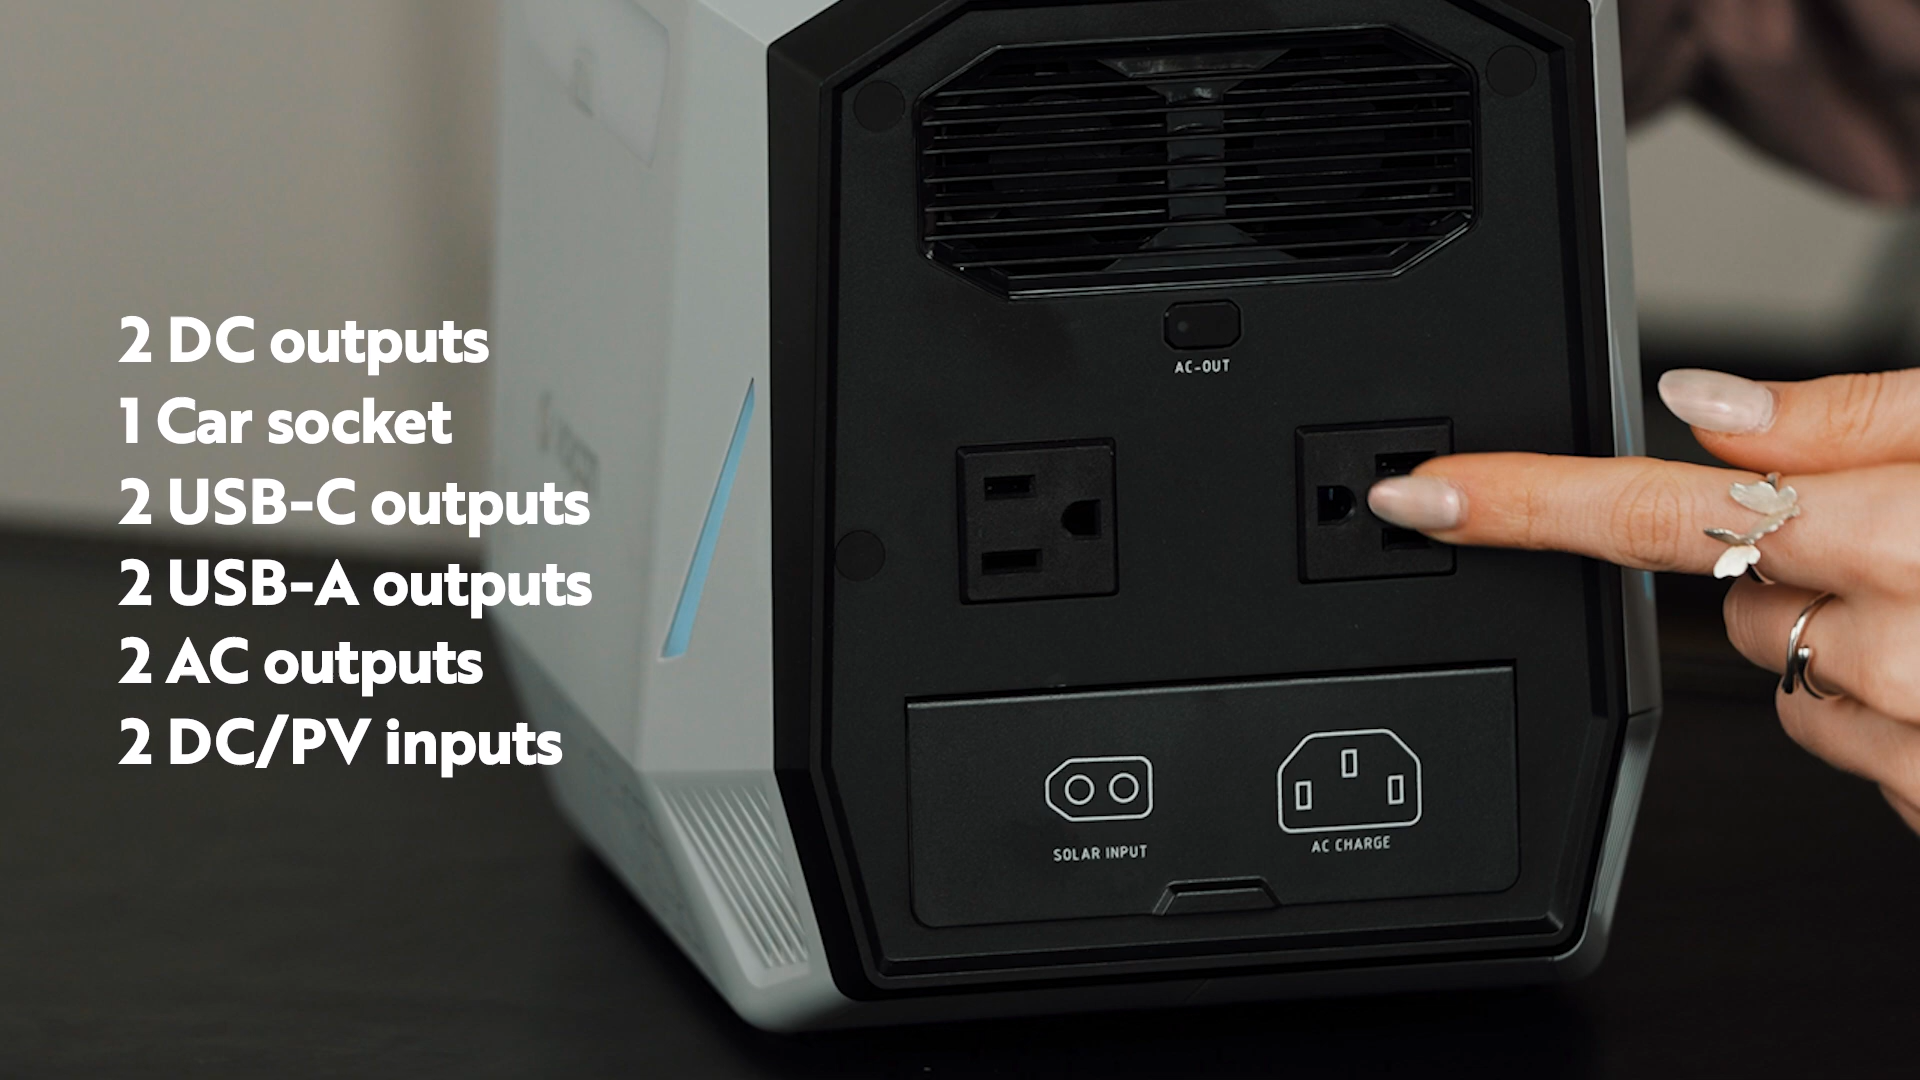 2 DC outputs
1 Car socket
2 USB-C outputs
2 USB-A outputs
2 AC outputs
2 DC/PV inputs
AC-OUT
SOLAR INPUT
AC CHARGE